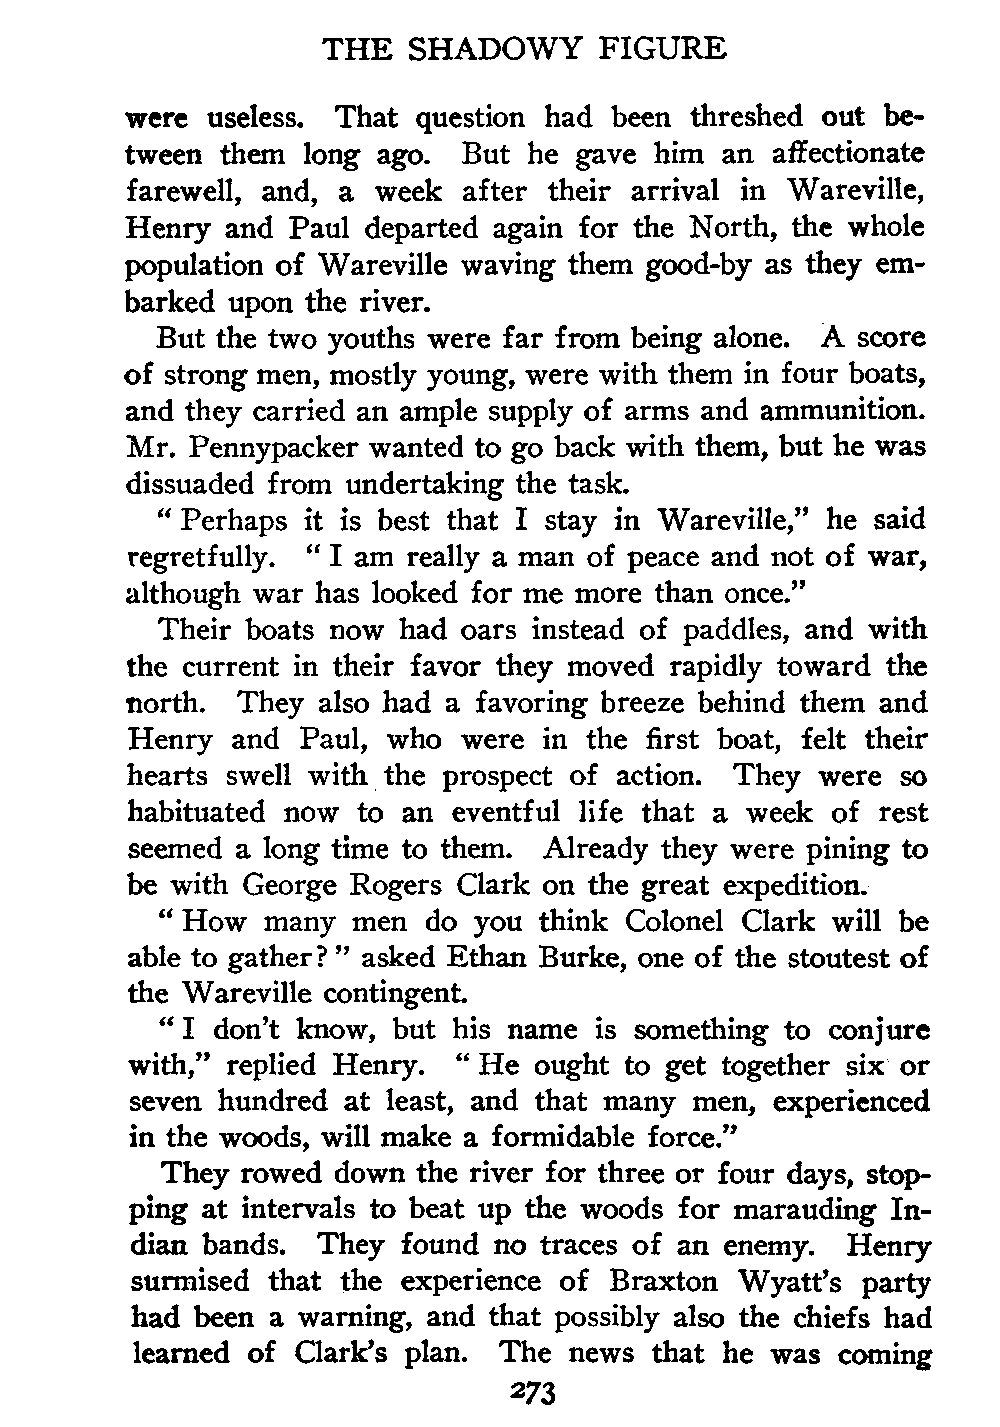 THE SHADOWY FIGURE
were useless. That question had been threshed out be-
tween them long ago. But he gave him an affectionate
farewell, and, a week after their arrival in Wareville,
Henry and Paul departed again for the North, the whole
population of Wareville waving them good-by as they em-
barked upon the river.
But the two youths were far from being alone. A score
of strong men, mostly young, were with them in four boats,
and they carried an ample supply of arms and ammunition.
Mr. Pennypacker wanted to go back with them, but he was
dissuaded from undertaking the task.
“ Perhaps it is best that I stay in Wareville,” he said
regretfully. “ I am really a man of peace and not of war,
although war has looked for me more than once.”
Their boats now had oars instead of paddles, and with
the current in their favor they moved rapidly toward the
north. They also had a favoring breeze behind them and
Henry and Paul, who were in the first boat, felt their
hearts swell with the prospect of action. They were so
habituated now to an eventful life that a week of rest
seemed a long time to them. Already they were pining to
be with George Rogers Clark on the great expedition.
“ How many men do you think Colonel Clark will be
able to gather? ” asked Ethan Burke, one of the stoutest of
the Wareville contingent.
“ I don’t know, but his name is something to conjure
with,” replied Henry. “ He ought to get together six or
seven hundred at least, and that many men, experienced
in the woods, will make a formidable force.”
They rowed down the river for three or four days, stop-
ping at intervals to beat up the woods for marauding In-
dian bands. They found no traces of an enemy. Henry
surmised that the experience of Braxton Wyatt’s party
had been a warning, and that possibly also the chiefs had
learned of Clark’s plan. The news that he was coming
273